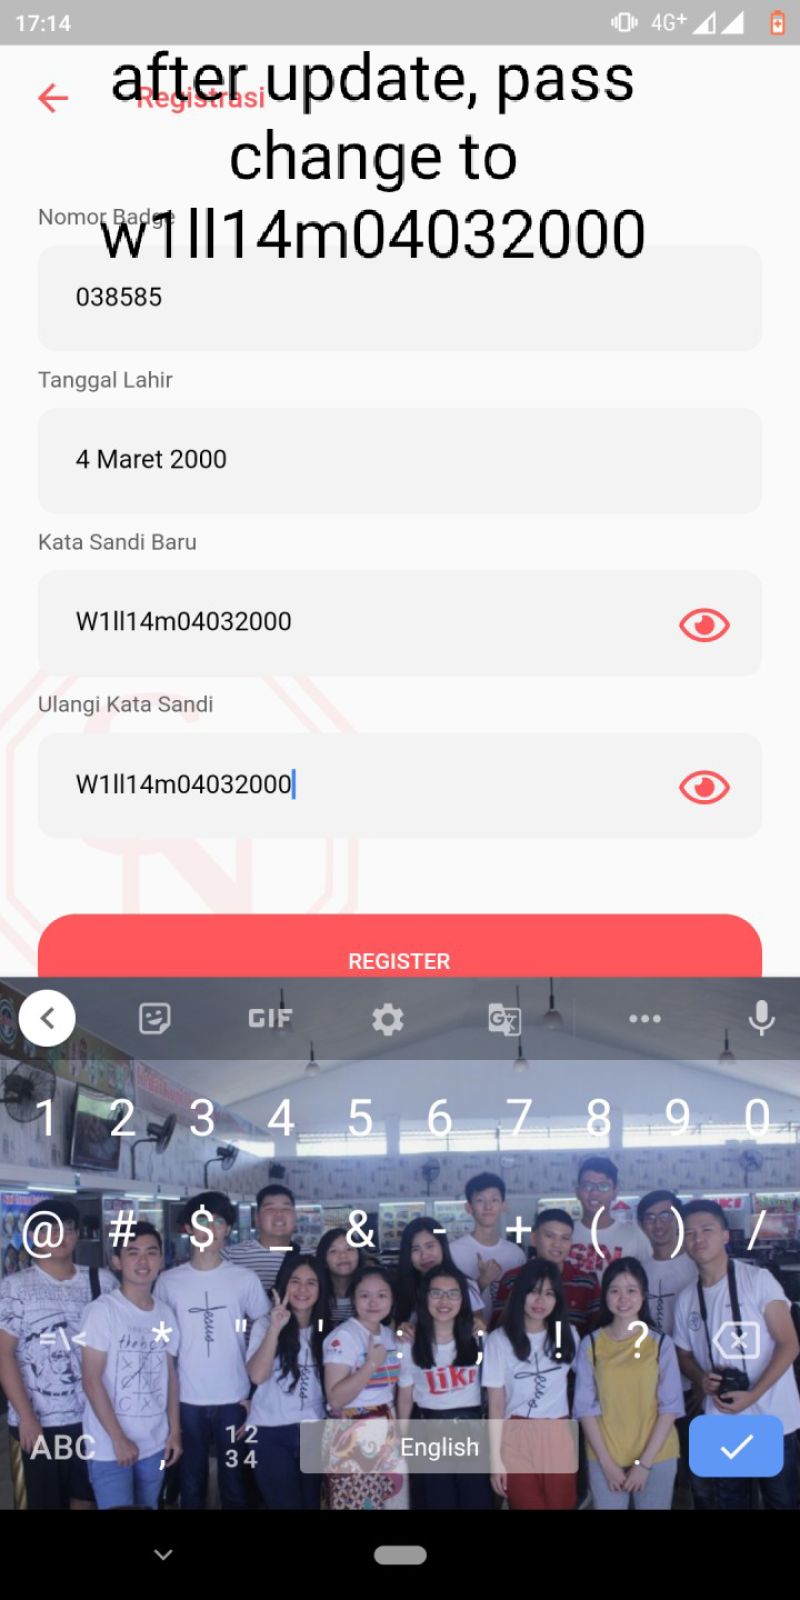 17:14
4G+
after update, pass
Registrasi
change to
Nomor Badge
w1ll14m04032000
038585
Tanggal Lahir
4 Maret 2000
Kata Sandi Baru
W1ll14m04032000
Ulangi Kata Sandi
W1ll14m04032000
REGISTER
GIF
1 2 3 4 5 6 7 8 9 0
@ # $ _ & - + ( ) /
=\< * " ' : ; ! ?
ABC , 12 34 English .